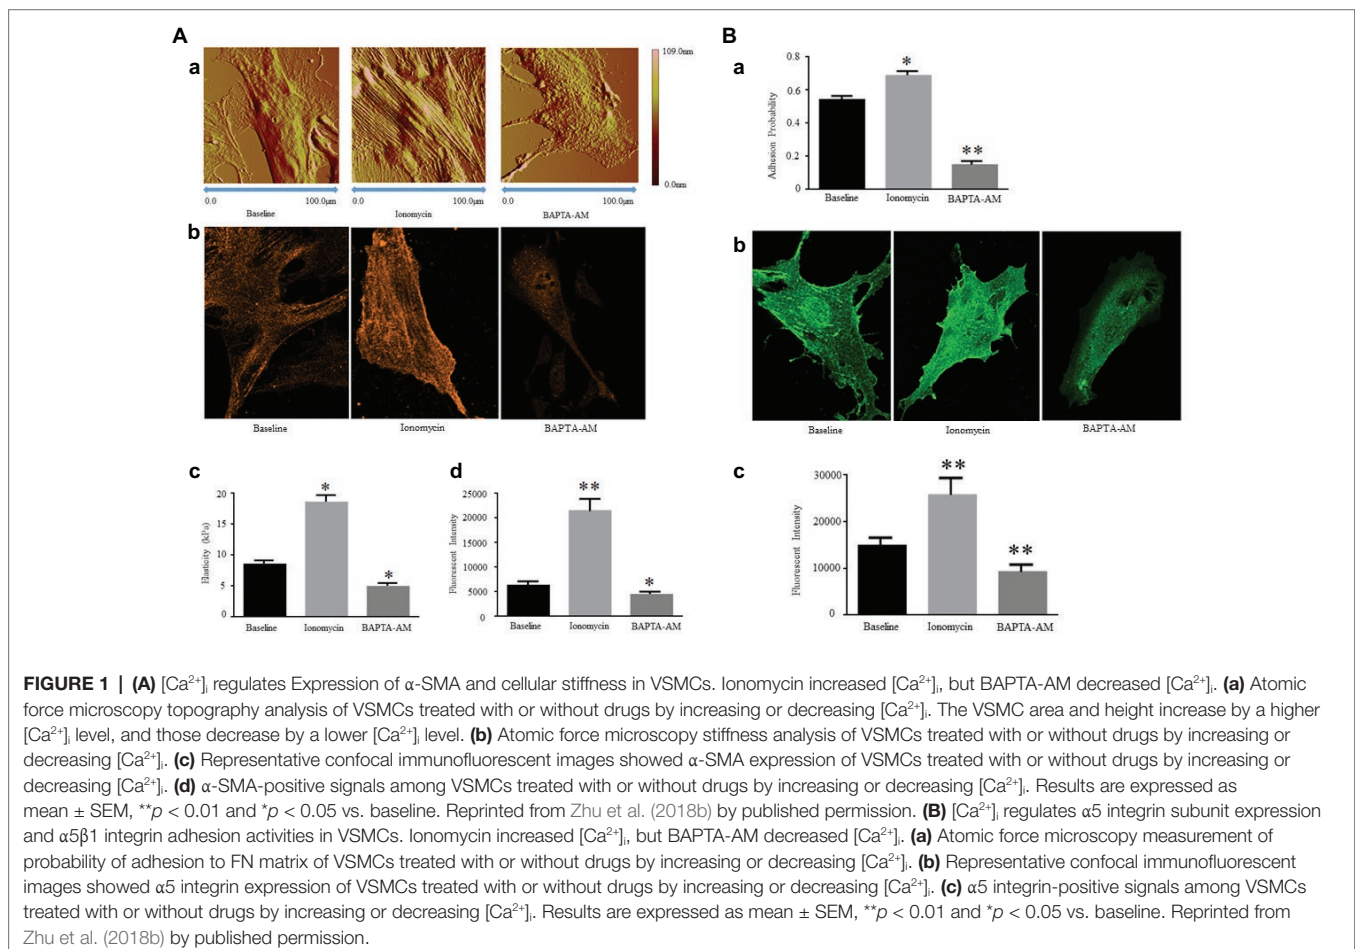 A
a
109.0nm
0.0nm
0.0 100.0μm
Baseline
0.0 100.0μm
Ionomycin
0.0 100.0μm
BAPTA-AM
b
Baseline
Ionomycin
BAPTA-AM
c
Elasticity (kPa)
20
15
10
5
0
*
*
Baseline
Ionomycin
BAPTA-AM
d
Fluorescent Intensity
25000
20000
15000
10000
5000
0
**
*
Baseline
Ionomycin
BAPTA-AM
B
a
Adhesion Probability
0.8
0.6
0.4
0.2
0
*
**
Baseline
Ionomycin
BAPTA-AM
b
Baseline
Ionomycin
BAPTA-AM
c
Fluorescent Intensity
30000
20000
10000
0
**
**
Baseline
Ionomycin
BAPTA-AM
FIGURE 1 | (A) [Ca²⁺]ᵢ regulates Expression of α-SMA and cellular stiffness in VSMCs. Ionomycin increased [Ca²⁺]ᵢ, but BAPTA-AM decreased [Ca²⁺]ᵢ. (a) Atomic
force microscopy topography analysis of VSMCs treated with or without drugs by increasing or decreasing [Ca²⁺]ᵢ. The VSMC area and height increase by a higher
[Ca²⁺]ᵢ level, and those decrease by a lower [Ca²⁺]ᵢ level. (b) Atomic force microscopy stiffness analysis of VSMCs treated with or without drugs by increasing or
decreasing [Ca²⁺]ᵢ. (c) Representative confocal immunofluorescent images showed α-SMA expression of VSMCs treated with or without drugs by increasing or
decreasing [Ca²⁺]ᵢ. (d) α-SMA-positive signals among VSMCs treated with or without drugs by increasing or decreasing [Ca²⁺]ᵢ. Results are expressed as
mean ± SEM, **p < 0.01 and *p < 0.05 vs. baseline. Reprinted from Zhu et al. (2018b) by published permission. (B) [Ca²⁺]ᵢ regulates α5 integrin subunit expression
and α5β1 integrin adhesion activities in VSMCs. Ionomycin increased [Ca²⁺]ᵢ, but BAPTA-AM decreased [Ca²⁺]ᵢ. (a) Atomic force microscopy measurement of
probability of adhesion to FN matrix of VSMCs treated with or without drugs by increasing or decreasing [Ca²⁺]ᵢ. (b) Representative confocal immunofluorescent
images showed α5 integrin expression of VSMCs treated with or without drugs by increasing or decreasing [Ca²⁺]ᵢ. (c) α5 integrin-positive signals among VSMCs
treated with or without drugs by increasing or decreasing [Ca²⁺]ᵢ. Results are expressed as mean ± SEM, **p < 0.01 and *p < 0.05 vs. baseline. Reprinted from
Zhu et al. (2018b) by published permission.